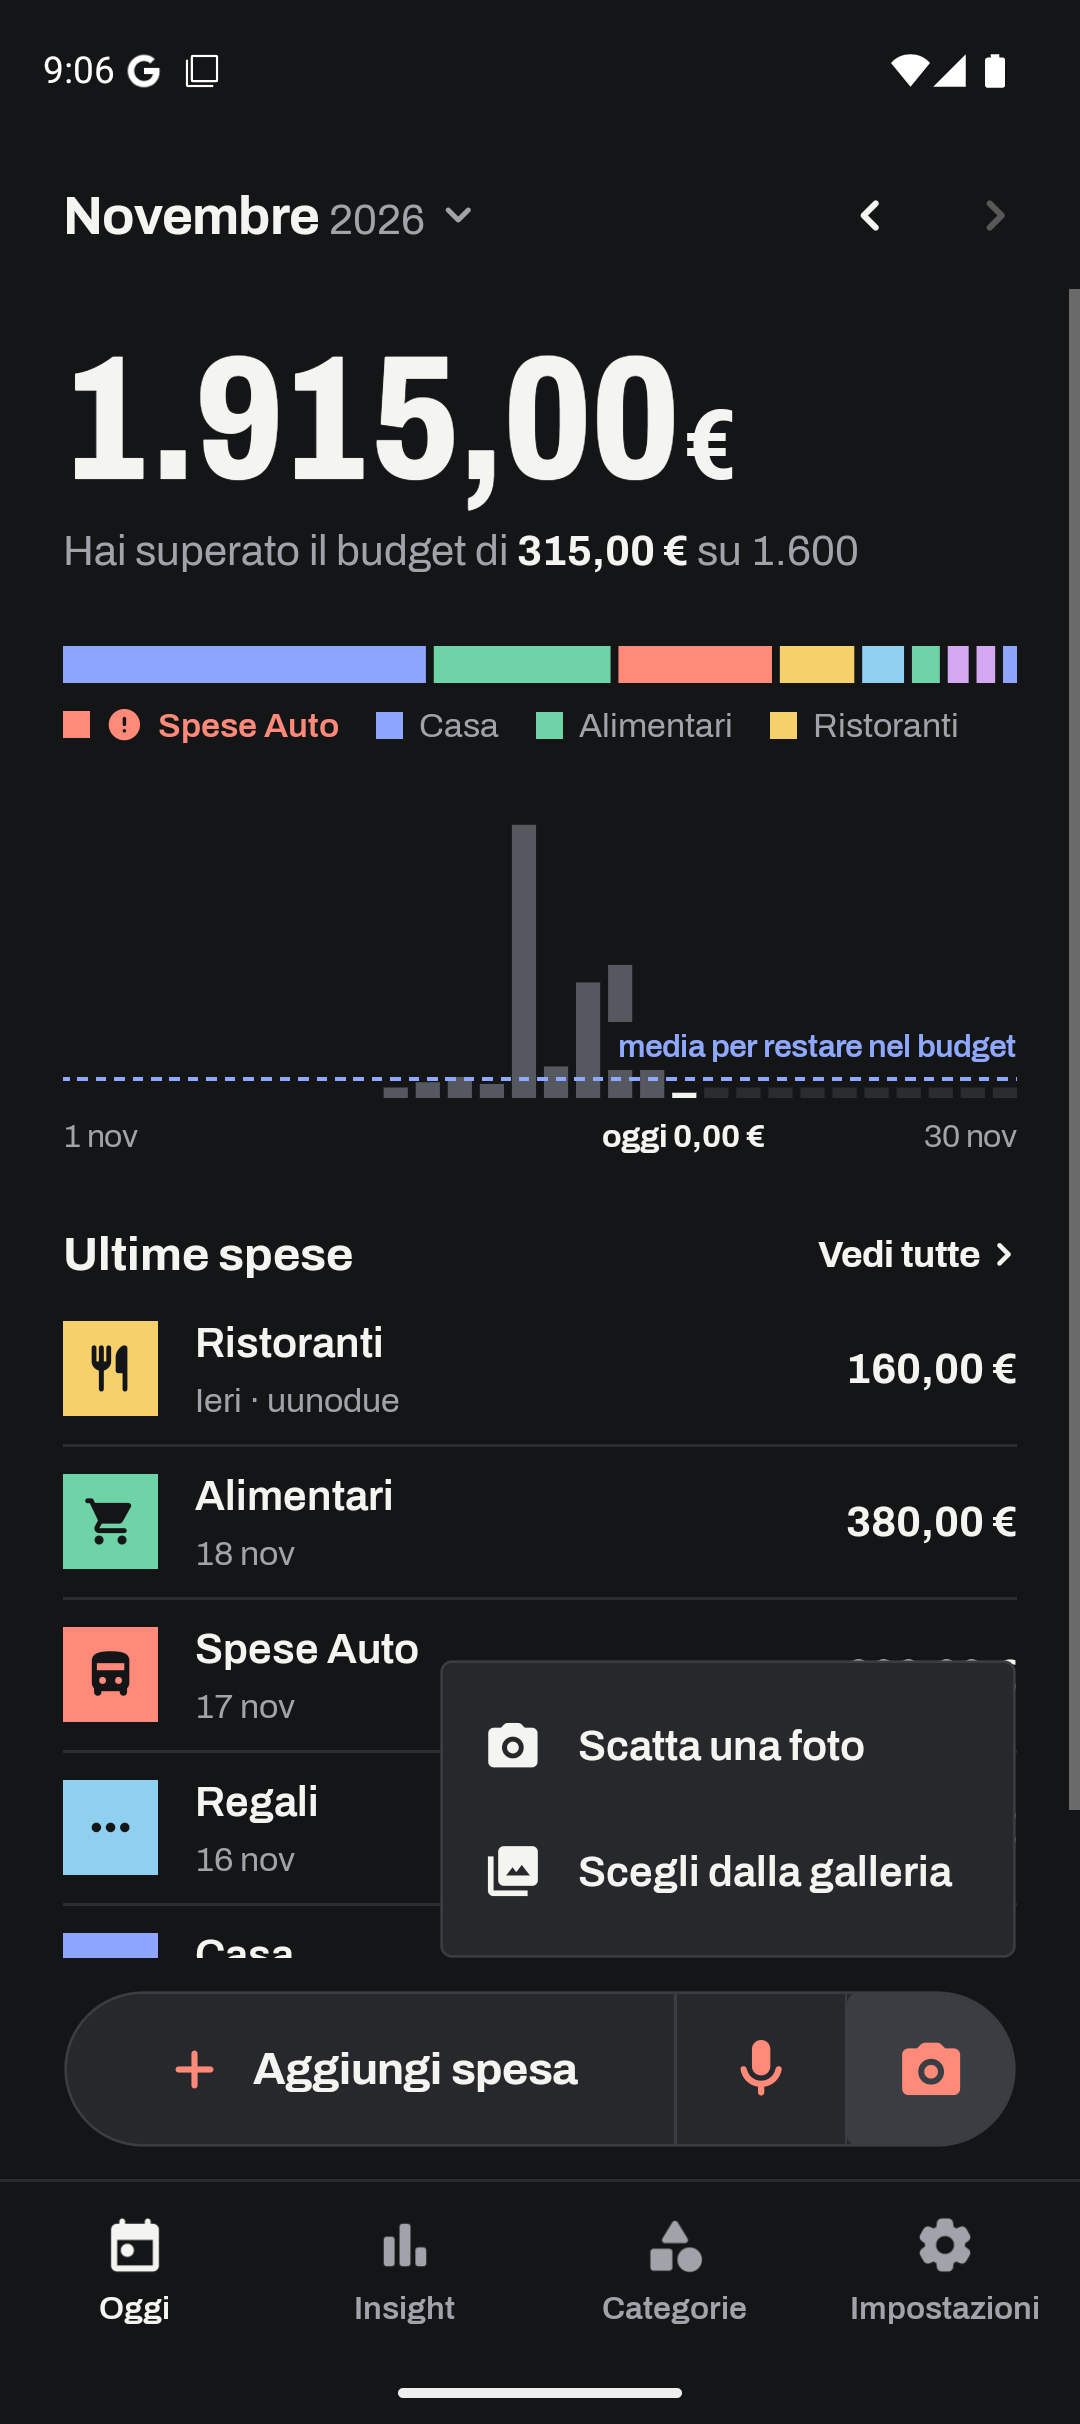 9:06
Novembre 2026
1.915,00€
Hai superato il budget di 315,00 € su 1.600
Spese Auto Casa Alimentari Ristoranti
media per restare nel budget
1 nov oggi 0,00 € 30 nov
Ultime spese Vedi tutte
Ristoranti
160,00 €
Ieri · uunodue
Alimentari
380,00 €
18 nov
Spese Auto
17 nov
Scatta una foto
Regali
16 nov
Scegli dalla galleria
Casa
Aggiungi spesa
Oggi Insight Categorie Impostazioni